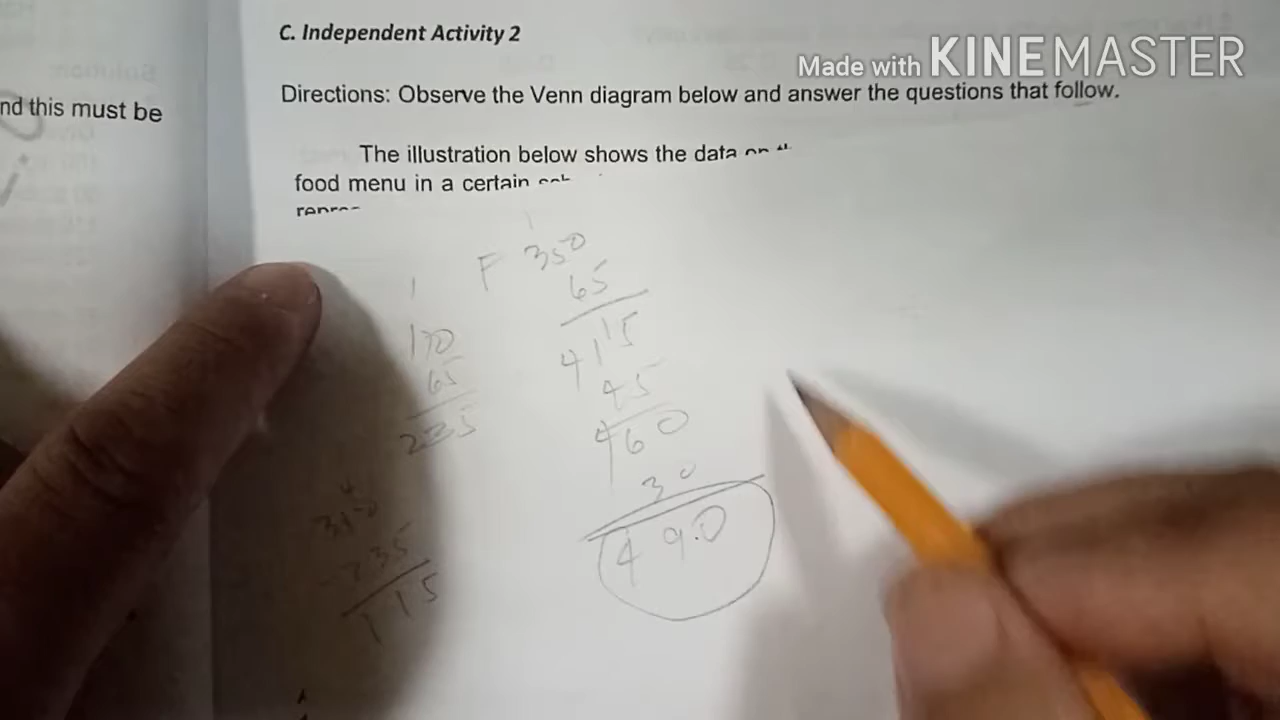 C. Independent Activity 2
Made with KINEMASTER
nd this must be
Directions: Observe the Venn diagram below and answer the questions that follow.
The illustration below shows the data on
food menu in a certain
F 350
65
415
45
460
30
490
1
170
65
235
350
-235
115